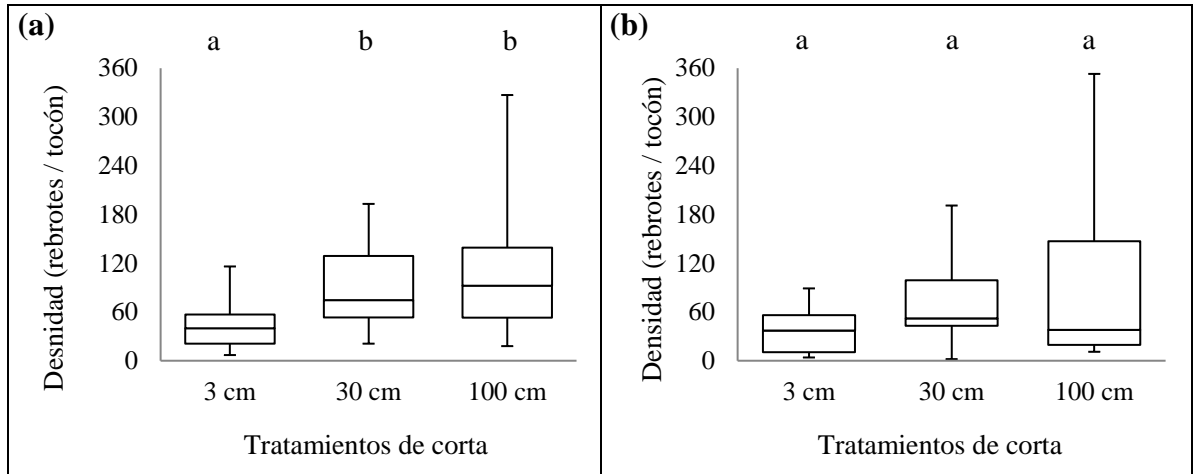 (a)
a b b
Desnidad (rebrotes / tocón)
360
300
240
180
120
60
0
3 cm 30 cm 100 cm
Tratamientos de corta
(b)
a a a
Densidad (rebrotes / tocón)
360
300
240
180
120
60
0
3 cm 30 cm 100 cm
Tratamientos de corta